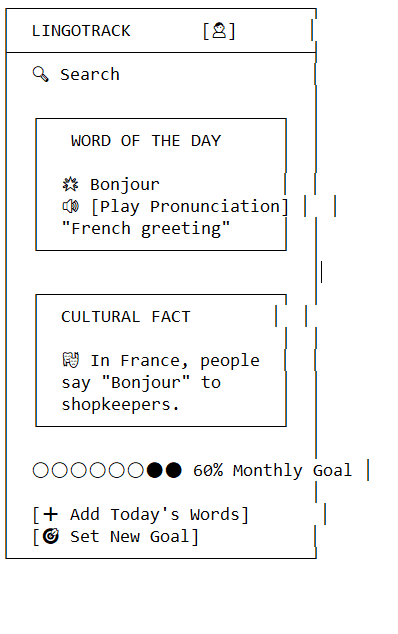 LINGOTRACK [👤]
🔍 Search
WORD OF THE DAY
🌟 Bonjour
🔊 [Play Pronunciation]
"French greeting"
CULTURAL FACT
🎭 In France, people
say "Bonjour" to
shopkeepers.
○○○○○○●● 60% Monthly Goal
[➕ Add Today's Words]
[🎯 Set New Goal]